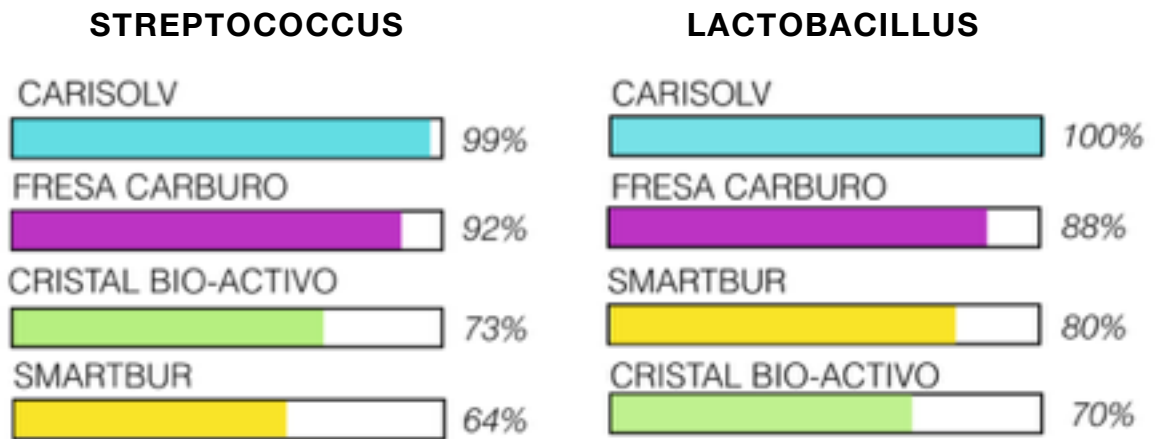 STREPTOCOCCUS
CARISOLV
99%
FRESA CARBURO
92%
CRISTAL BIO-ACTIVO
73%
SMARTBUR
64%
LACTOBACILLUS
CARISOLV
100%
FRESA CARBURO
88%
SMARTBUR
80%
CRISTAL BIO-ACTIVO
70%